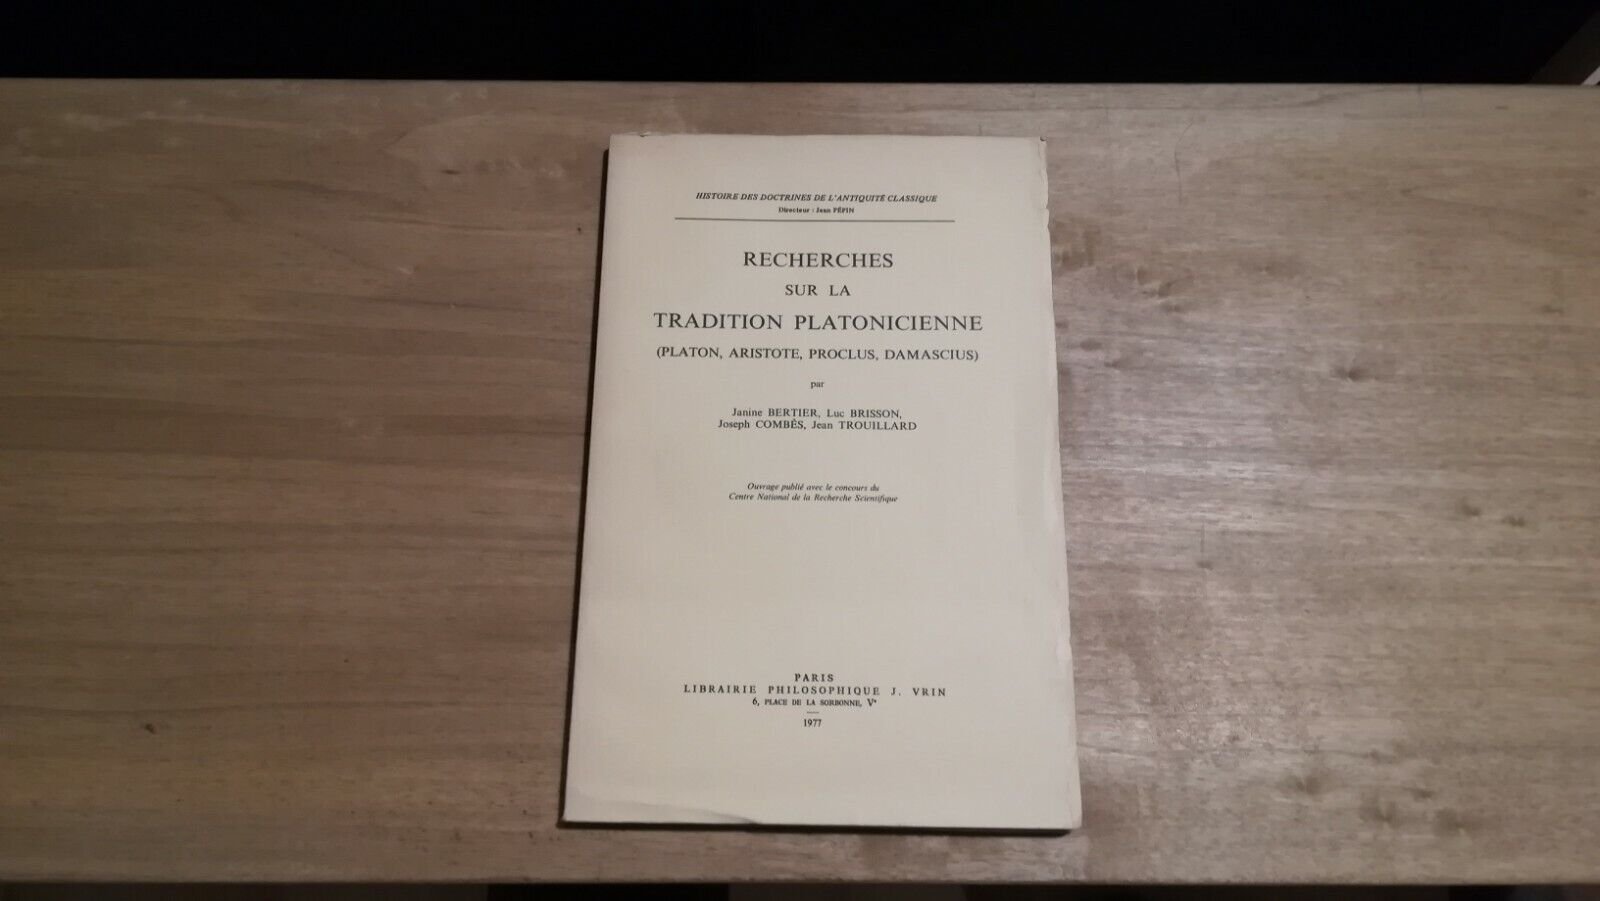 HISTOIRE DES DOCTRINES DE L'ANTIQUITÉ CLASSIQUE
Directeur : Jean PÉPIN
RECHERCHES
SUR LA
TRADITION PLATONICIENNE
(PLATON, ARISTOTE, PROCLUS, DAMASCIUS)
par
Janine BERTIER, Luc BRISSON,
Joseph COMBÈS, Jean TROUILLARD
Ouvrage publié avec le concours du
Centre National de la Recherche Scientifique
PARIS
LIBRAIRIE PHILOSOPHIQUE J. VRIN
6, PLACE DE LA SORBONNE, Vᵉ
1977